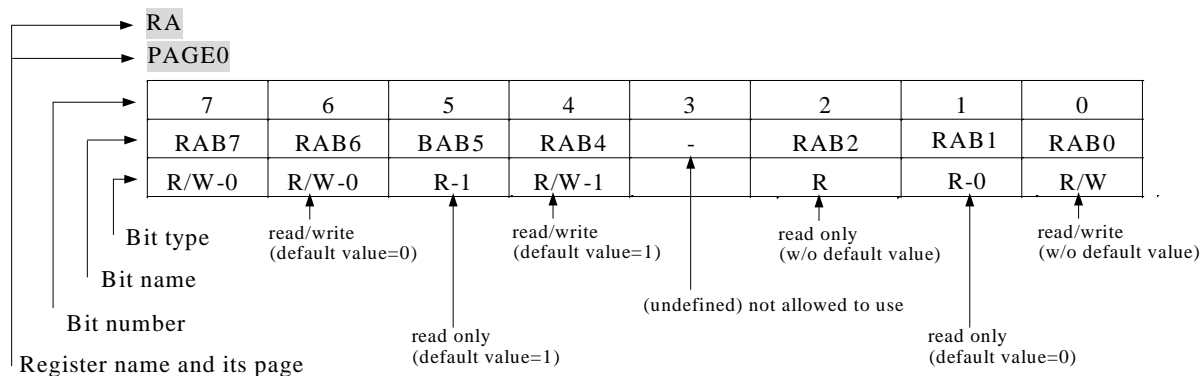 RA
PAGE0
7 6 5 4 3 2 1 0
RAB7 RAB6 BAB5 RAB4 - RAB2 RAB1 RAB0
R/W-0 R/W-0 R-1 R/W-1 R R-0 R/W
Bit type
read/write
(default value=0)
read/write
(default value=1)
read only
(w/o default value)
read/write
(w/o default value)
Bit name
(undefined) not allowed to use
Bit number
read only
(default value=1)
read only
(default value=0)
Register name and its page